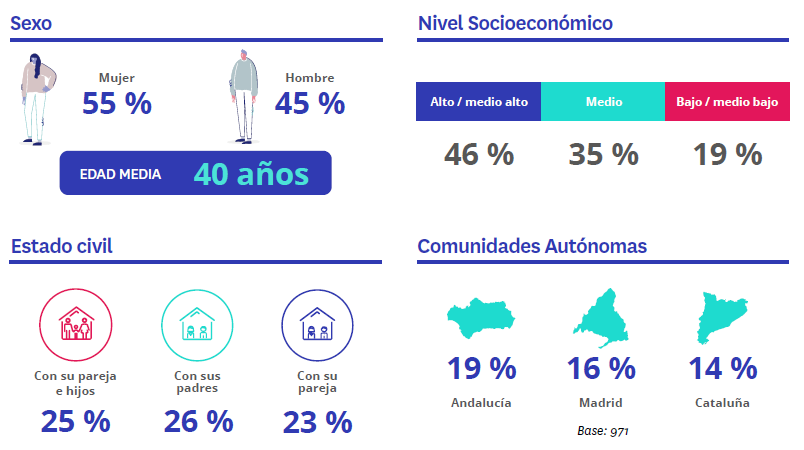 Sexo
Mujer
55 %
Hombre
45 %
EDAD MEDIA 40 años
Nivel Socioeconómico
Alto / medio alto
Medio
Bajo / medio bajo
46 %
35 %
19 %
Estado civil
Con su pareja
e hijos
25 %
Con sus
padres
26 %
Con su
pareja
23 %
Comunidades Autónomas
19 %
Andalucía
16 %
Madrid
14 %
Cataluña
Base: 971